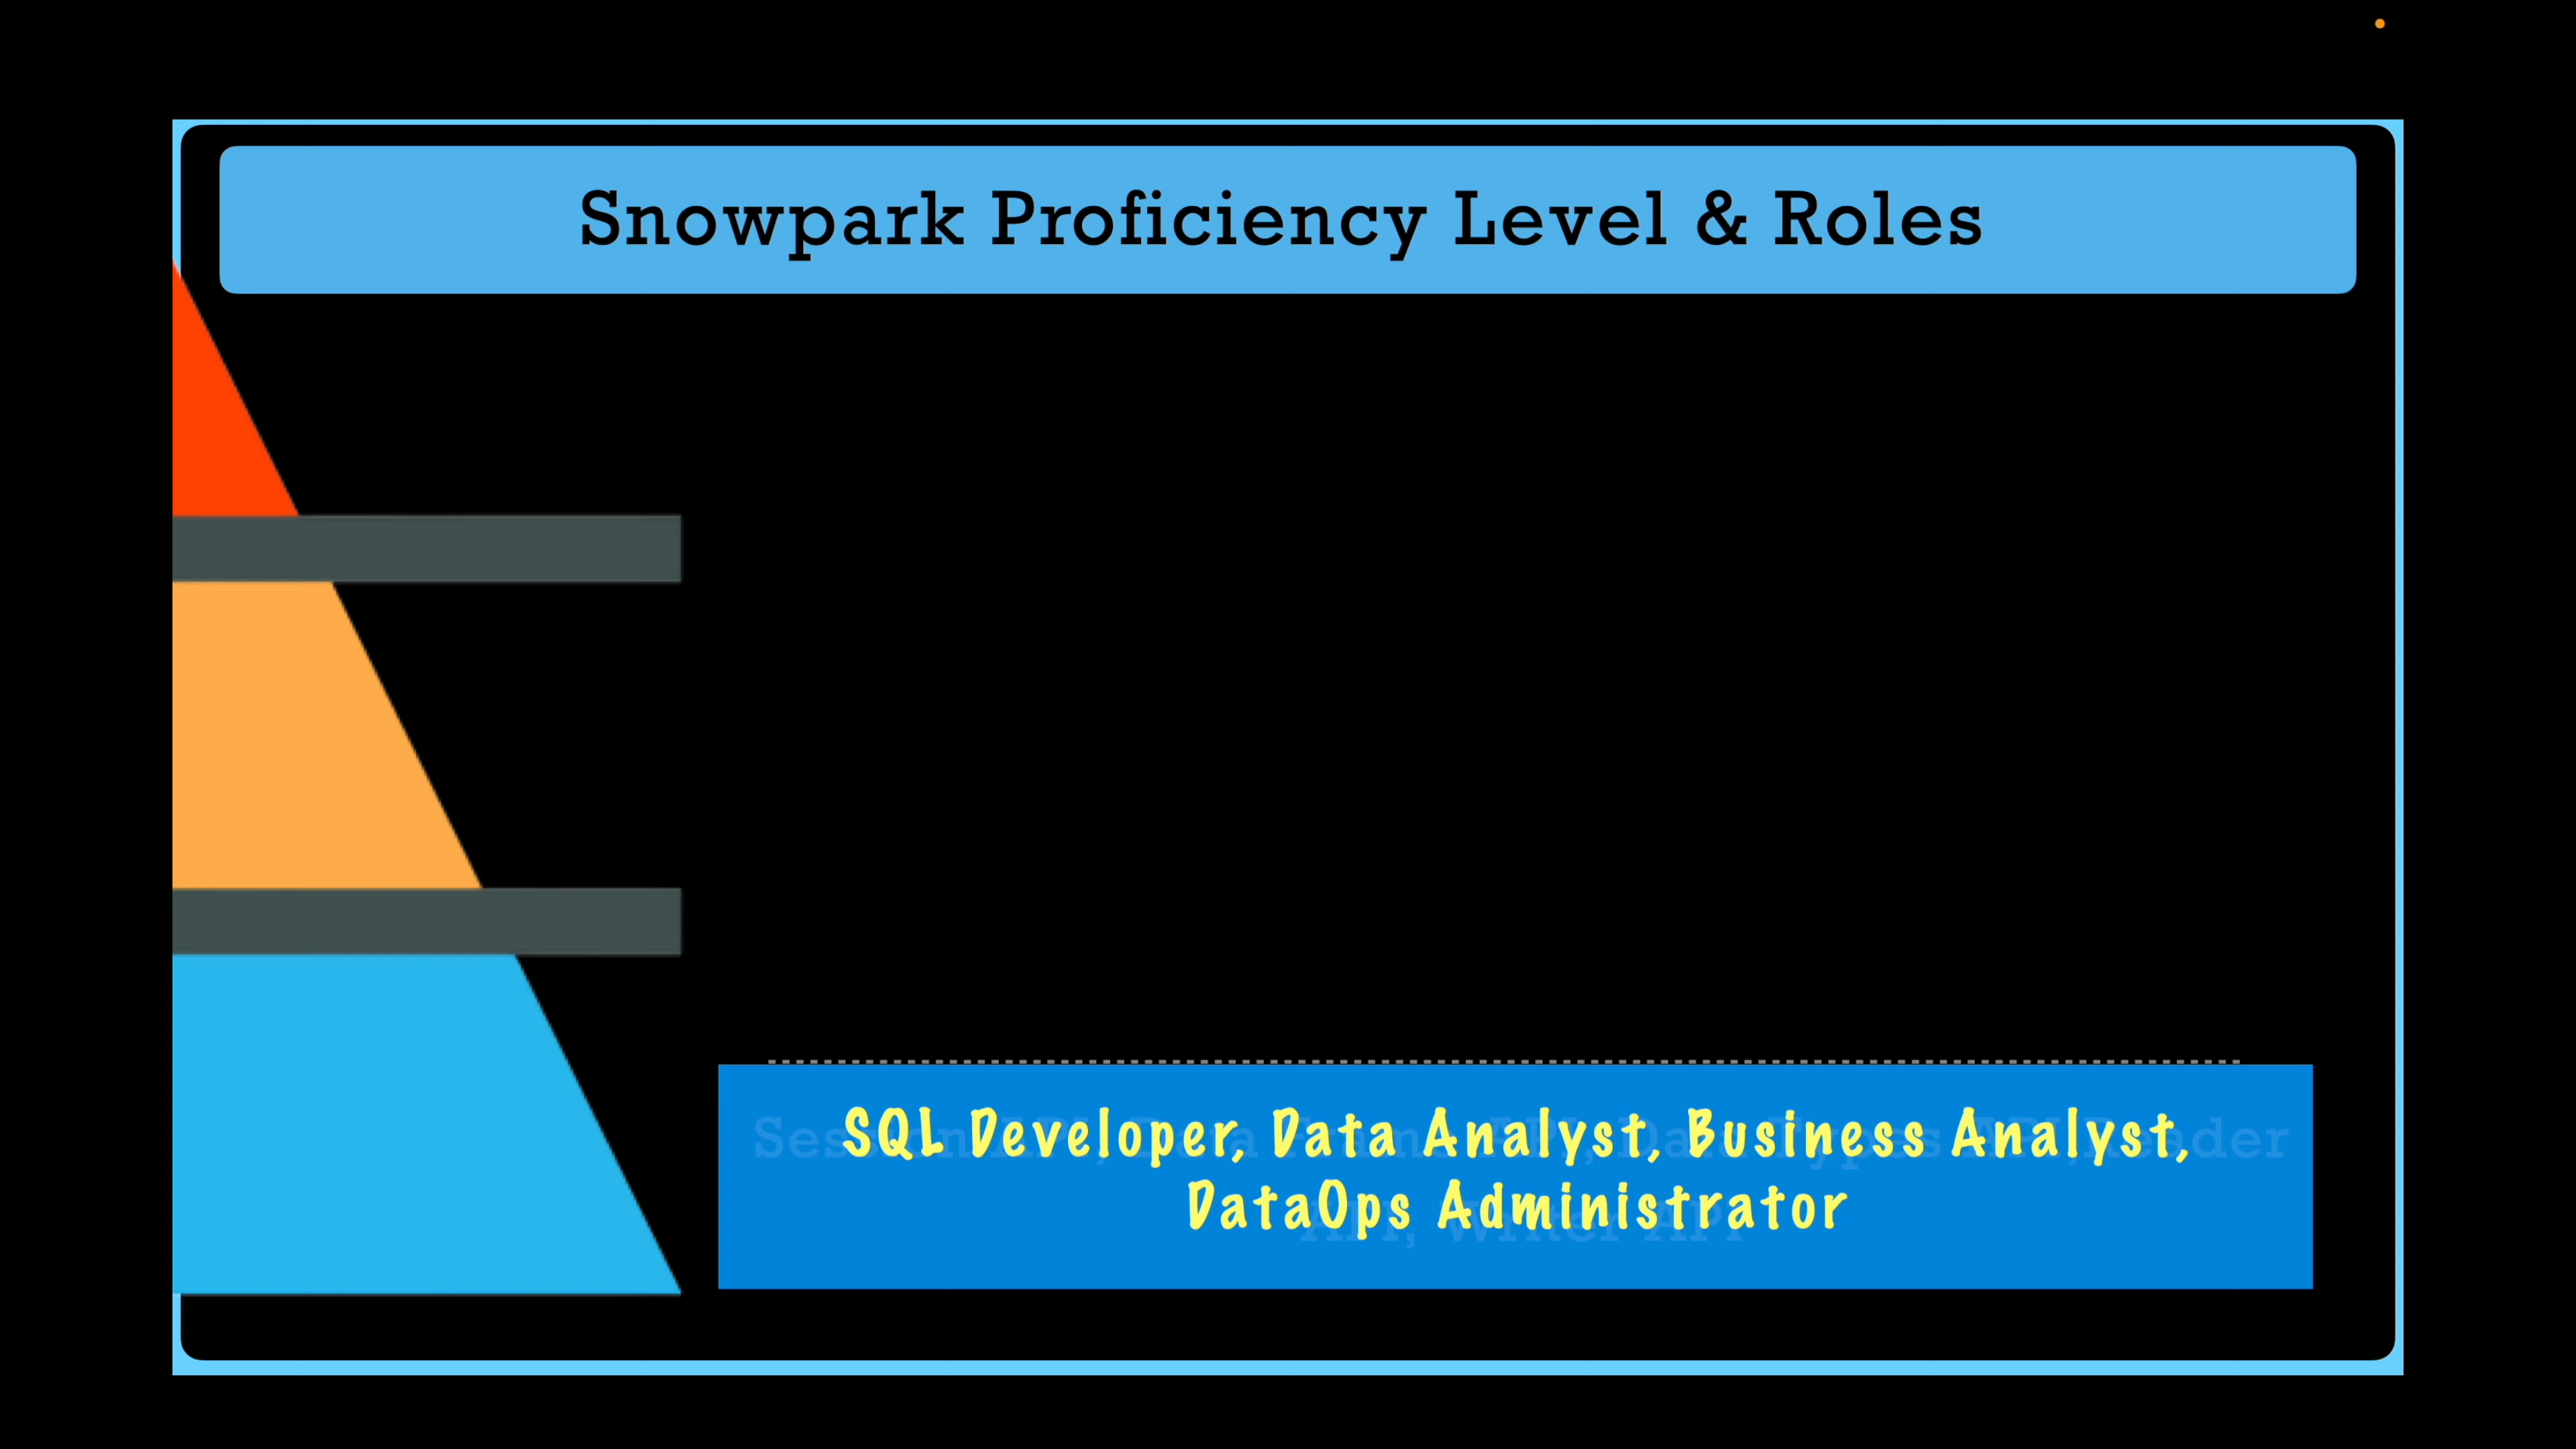 Snowpark Proficiency Level & Roles
SQL Developer, Data Analyst, Business Analyst,
DataOps Administrator